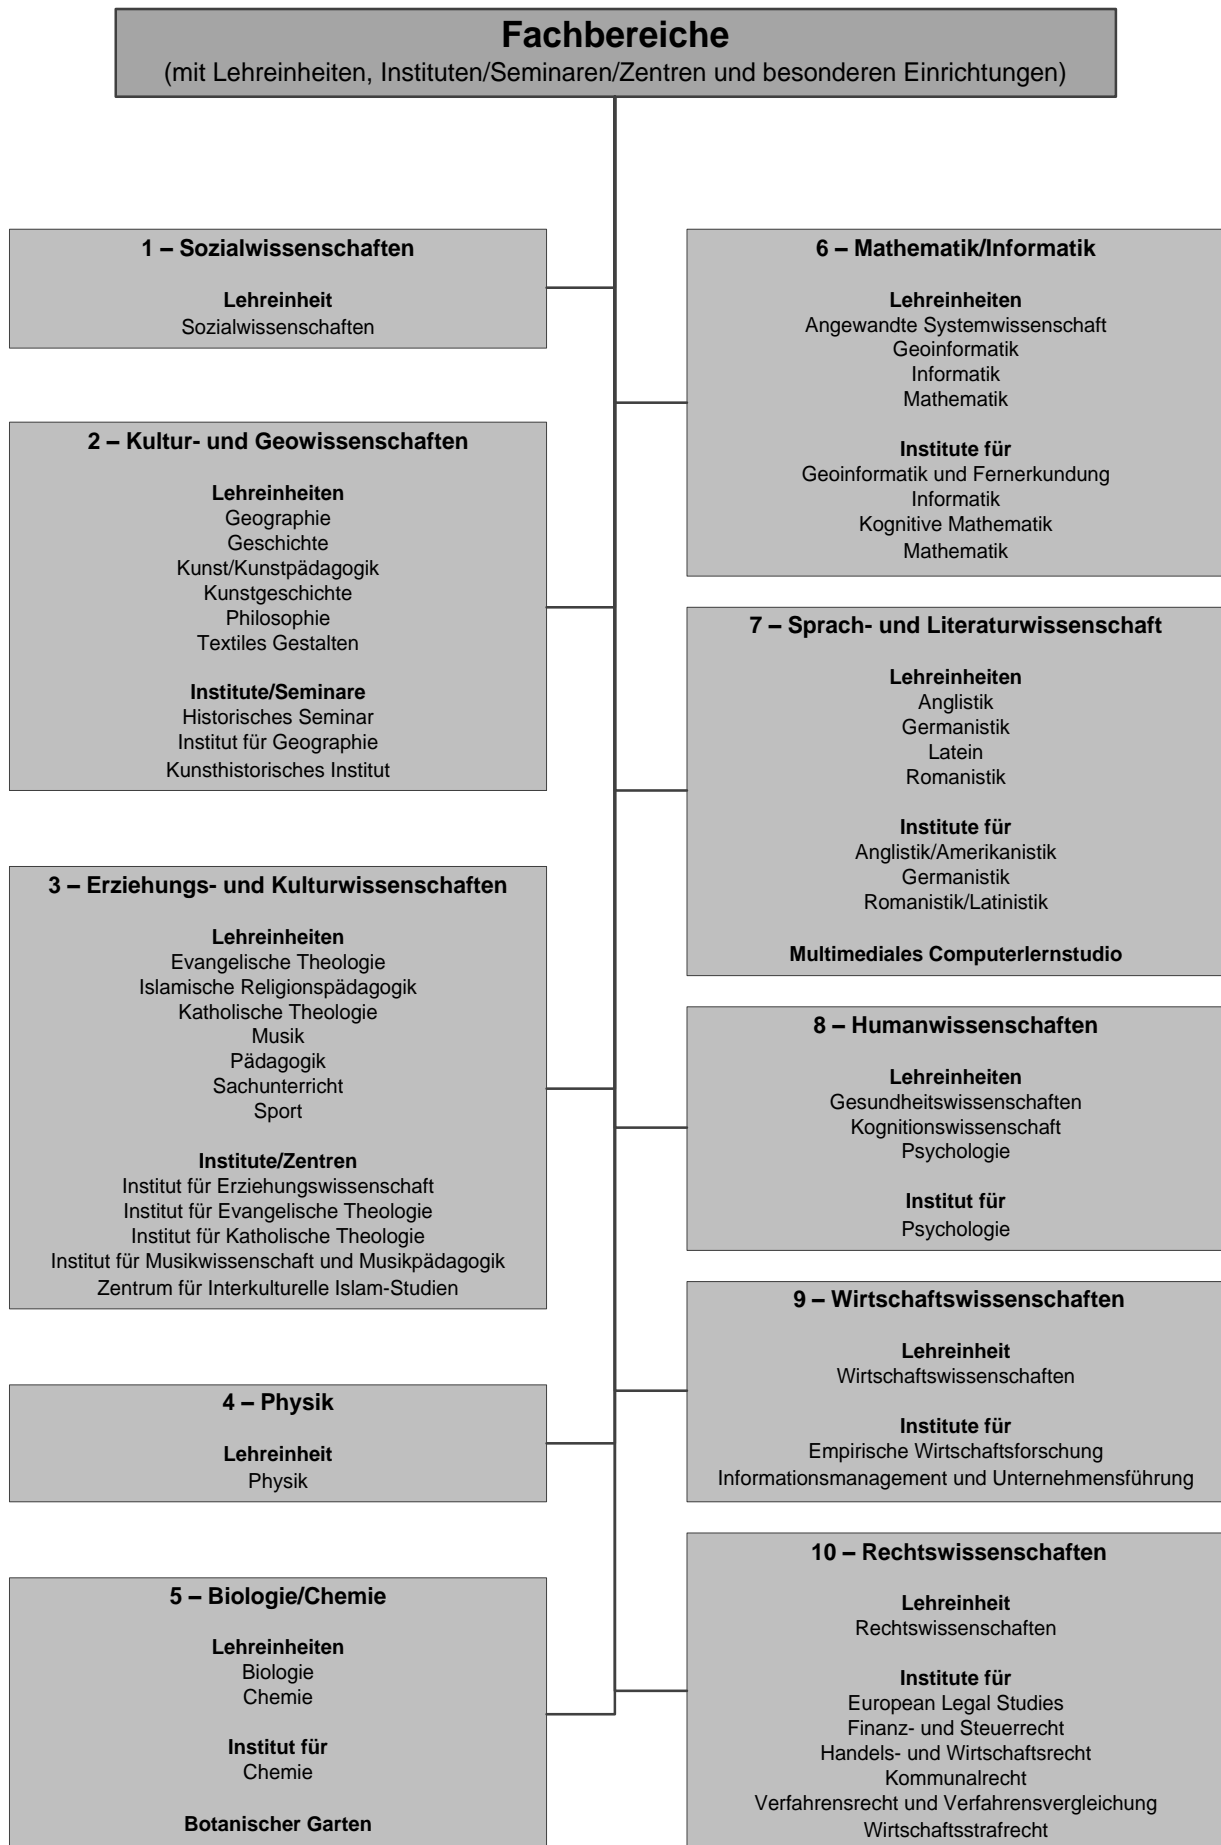 Fachbereiche
(mit Lehreinheiten, Instituten/Seminaren/Zentren und besonderen Einrichtungen)
1 – Sozialwissenschaften
Lehreinheit
Sozialwissenschaften
2 – Kultur- und Geowissenschaften
Lehreinheiten
Geographie
Geschichte
Kunst/Kunstpädagogik
Kunstgeschichte
Philosophie
Textiles Gestalten
Institute/Seminare
Historisches Seminar
Institut für Geographie
Kunsthistorisches Institut
3 – Erziehungs- und Kulturwissenschaften
Lehreinheiten
Evangelische Theologie
Islamische Religionspädagogik
Katholische Theologie
Musik
Pädagogik
Sachunterricht
Sport
Institute/Zentren
Institut für Erziehungswissenschaft
Institut für Evangelische Theologie
Institut für Katholische Theologie
Institut für Musikwissenschaft und Musikpädagogik
Zentrum für Interkulturelle Islam-Studien
4 – Physik
Lehreinheit
Physik
5 – Biologie/Chemie
Lehreinheiten
Biologie
Chemie
Institut für
Chemie
Botanischer Garten
6 – Mathematik/Informatik
Lehreinheiten
Angewandte Systemwissenschaft
Geoinformatik
Informatik
Mathematik
Institute für
Geoinformatik und Fernerkundung
Informatik
Kognitive Mathematik
Mathematik
7 – Sprach- und Literaturwissenschaft
Lehreinheiten
Anglistik
Germanistik
Latein
Romanistik
Institute für
Anglistik/Amerikanistik
Germanistik
Romanistik/Latinistik
Multimediales Computerlernstudio
8 – Humanwissenschaften
Lehreinheiten
Gesundheitswissenschaften
Kognitionswissenschaft
Psychologie
Institut für
Psychologie
9 – Wirtschaftswissenschaften
Lehreinheit
Wirtschaftswissenschaften
Institute für
Empirische Wirtschaftsforschung
Informationsmanagement und Unternehmensführung
10 – Rechtswissenschaften
Lehreinheit
Rechtswissenschaften
Institute für
European Legal Studies
Finanz- und Steuerrecht
Handels- und Wirtschaftsrecht
Kommunalrecht
Verfahrensrecht und Verfahrensvergleichung
Wirtschaftsstrafrecht